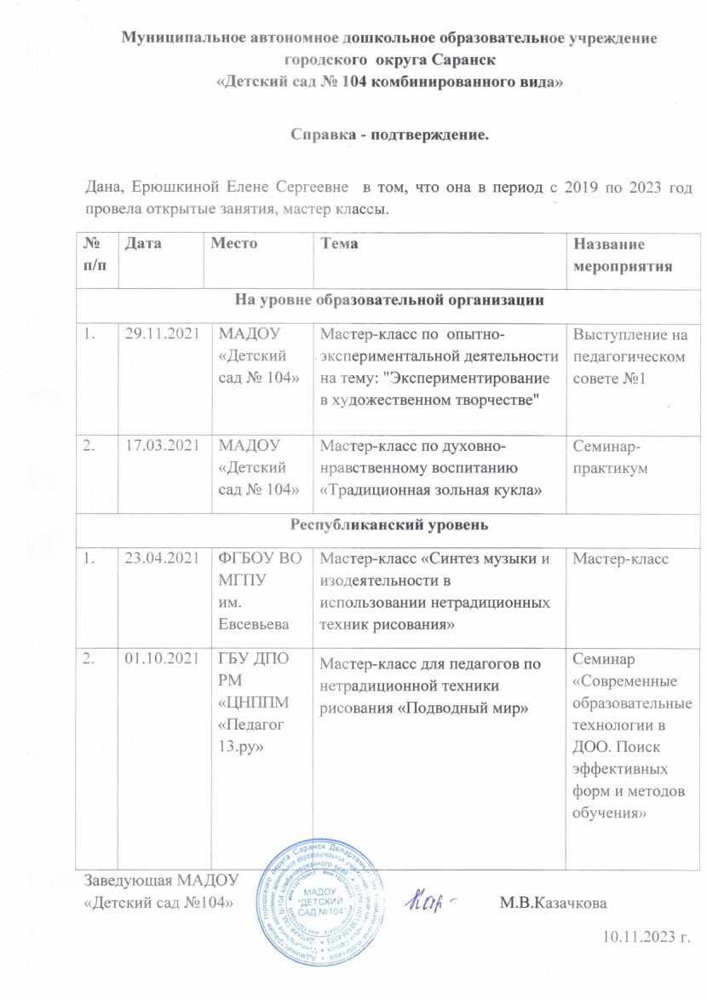 Муниципальное автономное дошкольное образовательное учреждение
городского округа Саранск
«Детский сад № 104 комбинированного вида»
Справка - подтверждение.
Дана, Ерюшкиной Елене Сергеевне в том, что она в период с 2019 по 2023 год
провела открытые занятия, мастер классы.
№ п/п Дата Место Тема Название мероприятия
На уровне образовательной организации
1. 29.11.2021 МАДОУ Мастер-класс по опытно- Выступление на
«Детский экспериментальной деятельности педагогическом
сад № 104» на тему: "Экспериментирование совете №1
в художественном творчестве"
2. 17.03.2021 МАДОУ Мастер-класс по духовно- Семинар-
«Детский нравственному воспитанию практикум
сад № 104» «Традиционная зольная кукла»
Республиканский уровень
1. 23.04.2021 ФГБОУ ВО Мастер-класс «Синтез музыки и Мастер-класс
МГПУ изодеятельности в
им. использовании нетрадиционных
Евсевьева техник рисования»
2. 01.10.2021 ГБУ ДПО Мастер-класс для педагогов по Семинар
РМ нетрадиционной техники «Современные
«ЦНППМ рисования «Подводный мир» образовательные
«Педагог технологии в
13.ру» ДОО. Поиск
эффективных
форм и методов
обучения»
Заведующая МАДОУ
«Детский сад №104» М.В.Казачкова
МАДОУ
"ДЕТСКИЙ
САД №104"
10.11.2023 г.